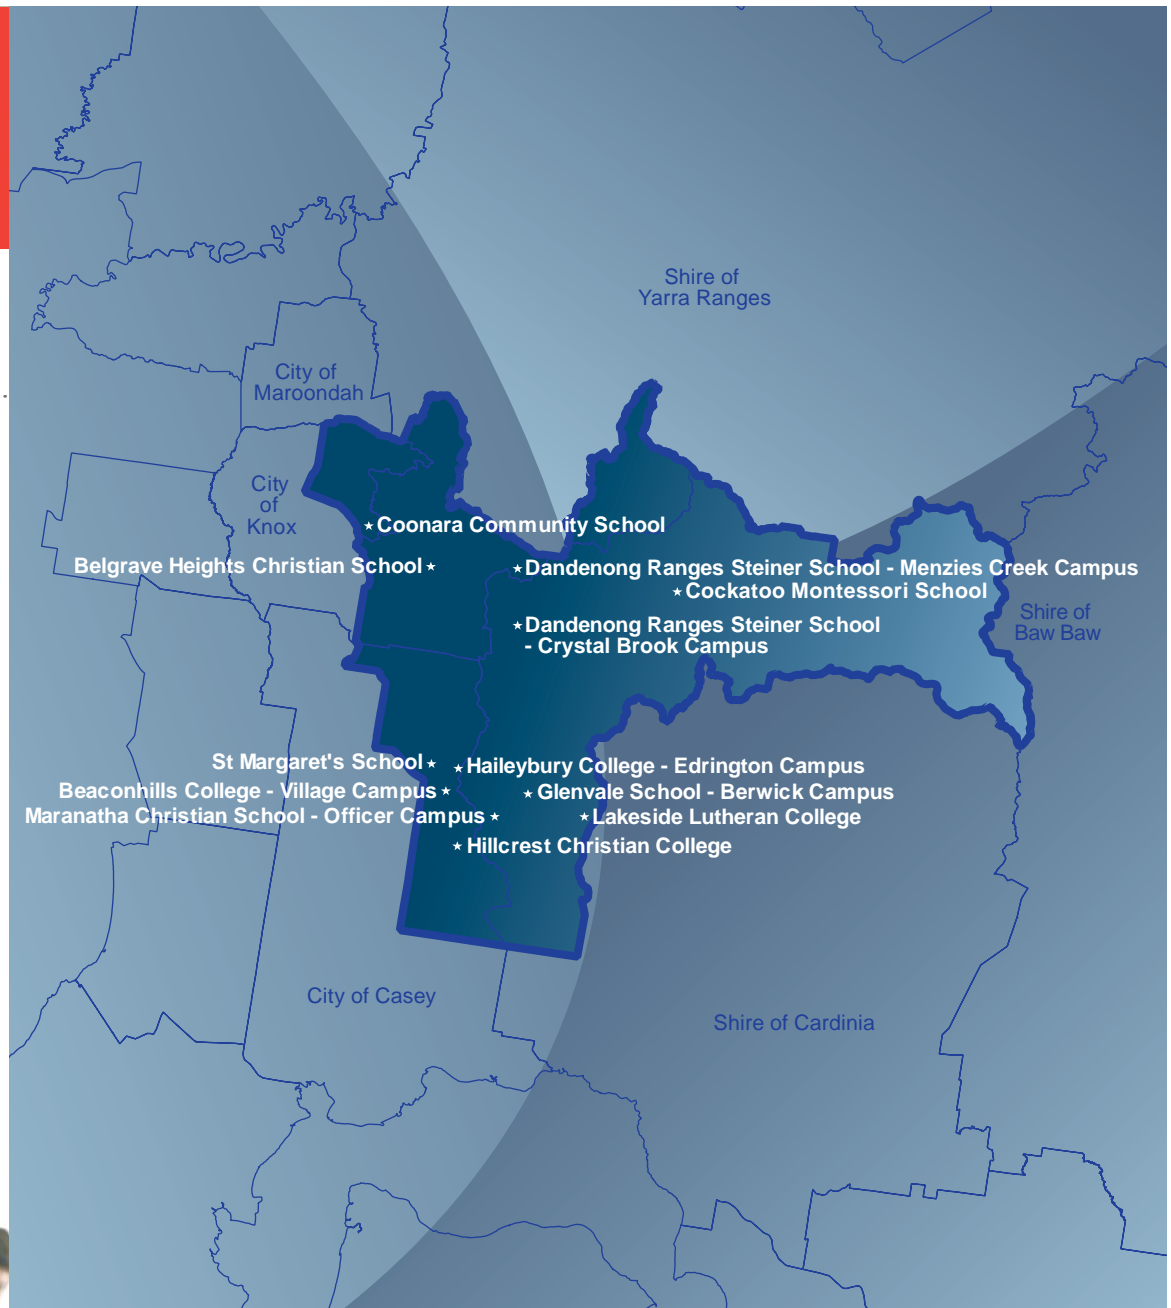 Shire of
Yarra Ranges
City of
Maroondah
City
of
Knox
Coonara Community School
Belgrave Heights Christian School
Dandenong Ranges Steiner School - Menzies Creek Campus
Cockatoo Montessori School
Shire of
Baw Baw
Dandenong Ranges Steiner School
- Crystal Brook Campus
St Margaret's School
Haileybury College - Edrington Campus
Beaconhills College - Village Campus
Glenvale School - Berwick Campus
Maranatha Christian School - Officer Campus
Lakeside Lutheran College
Hillcrest Christian College
City of Casey
Shire of Cardinia